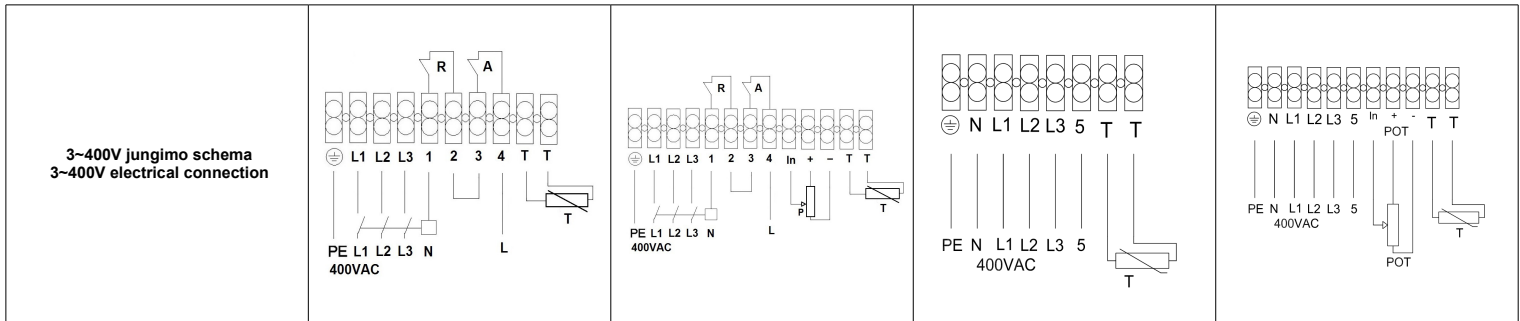 3~400V jungimo schema
3~400V electrical connection
R A
L1 L2 L3 1 2 3 4 T T
T
PE L1 L2 L3 N L
400VAC
R A
L1 L2 L3 1 2 3 4 In + – T T
P T
PE L1 L2 L3 N L
400VAC
N L1 L2 L3 5 T T
PE N L1 L2 L3 5
400VAC
T
N L1 L2 L3 5 In + - T T
POT
PE N L1 L2 L3 5
400VAC
T
POT